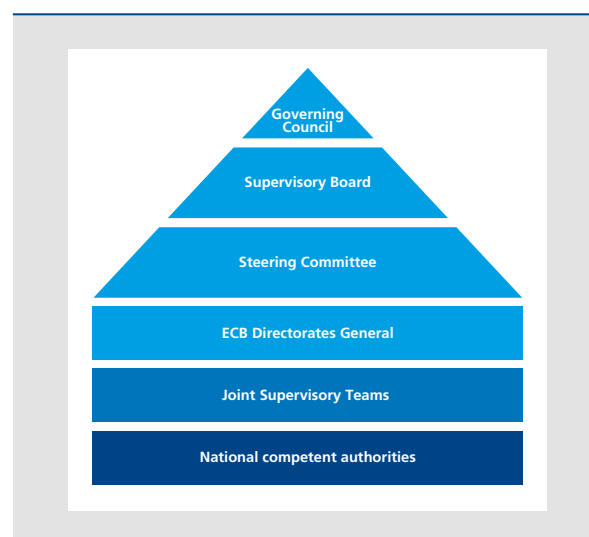 Governing
Council
Supervisory Board
Steering Committee
ECB Directorates General
Joint Supervisory Teams
National competent authorities